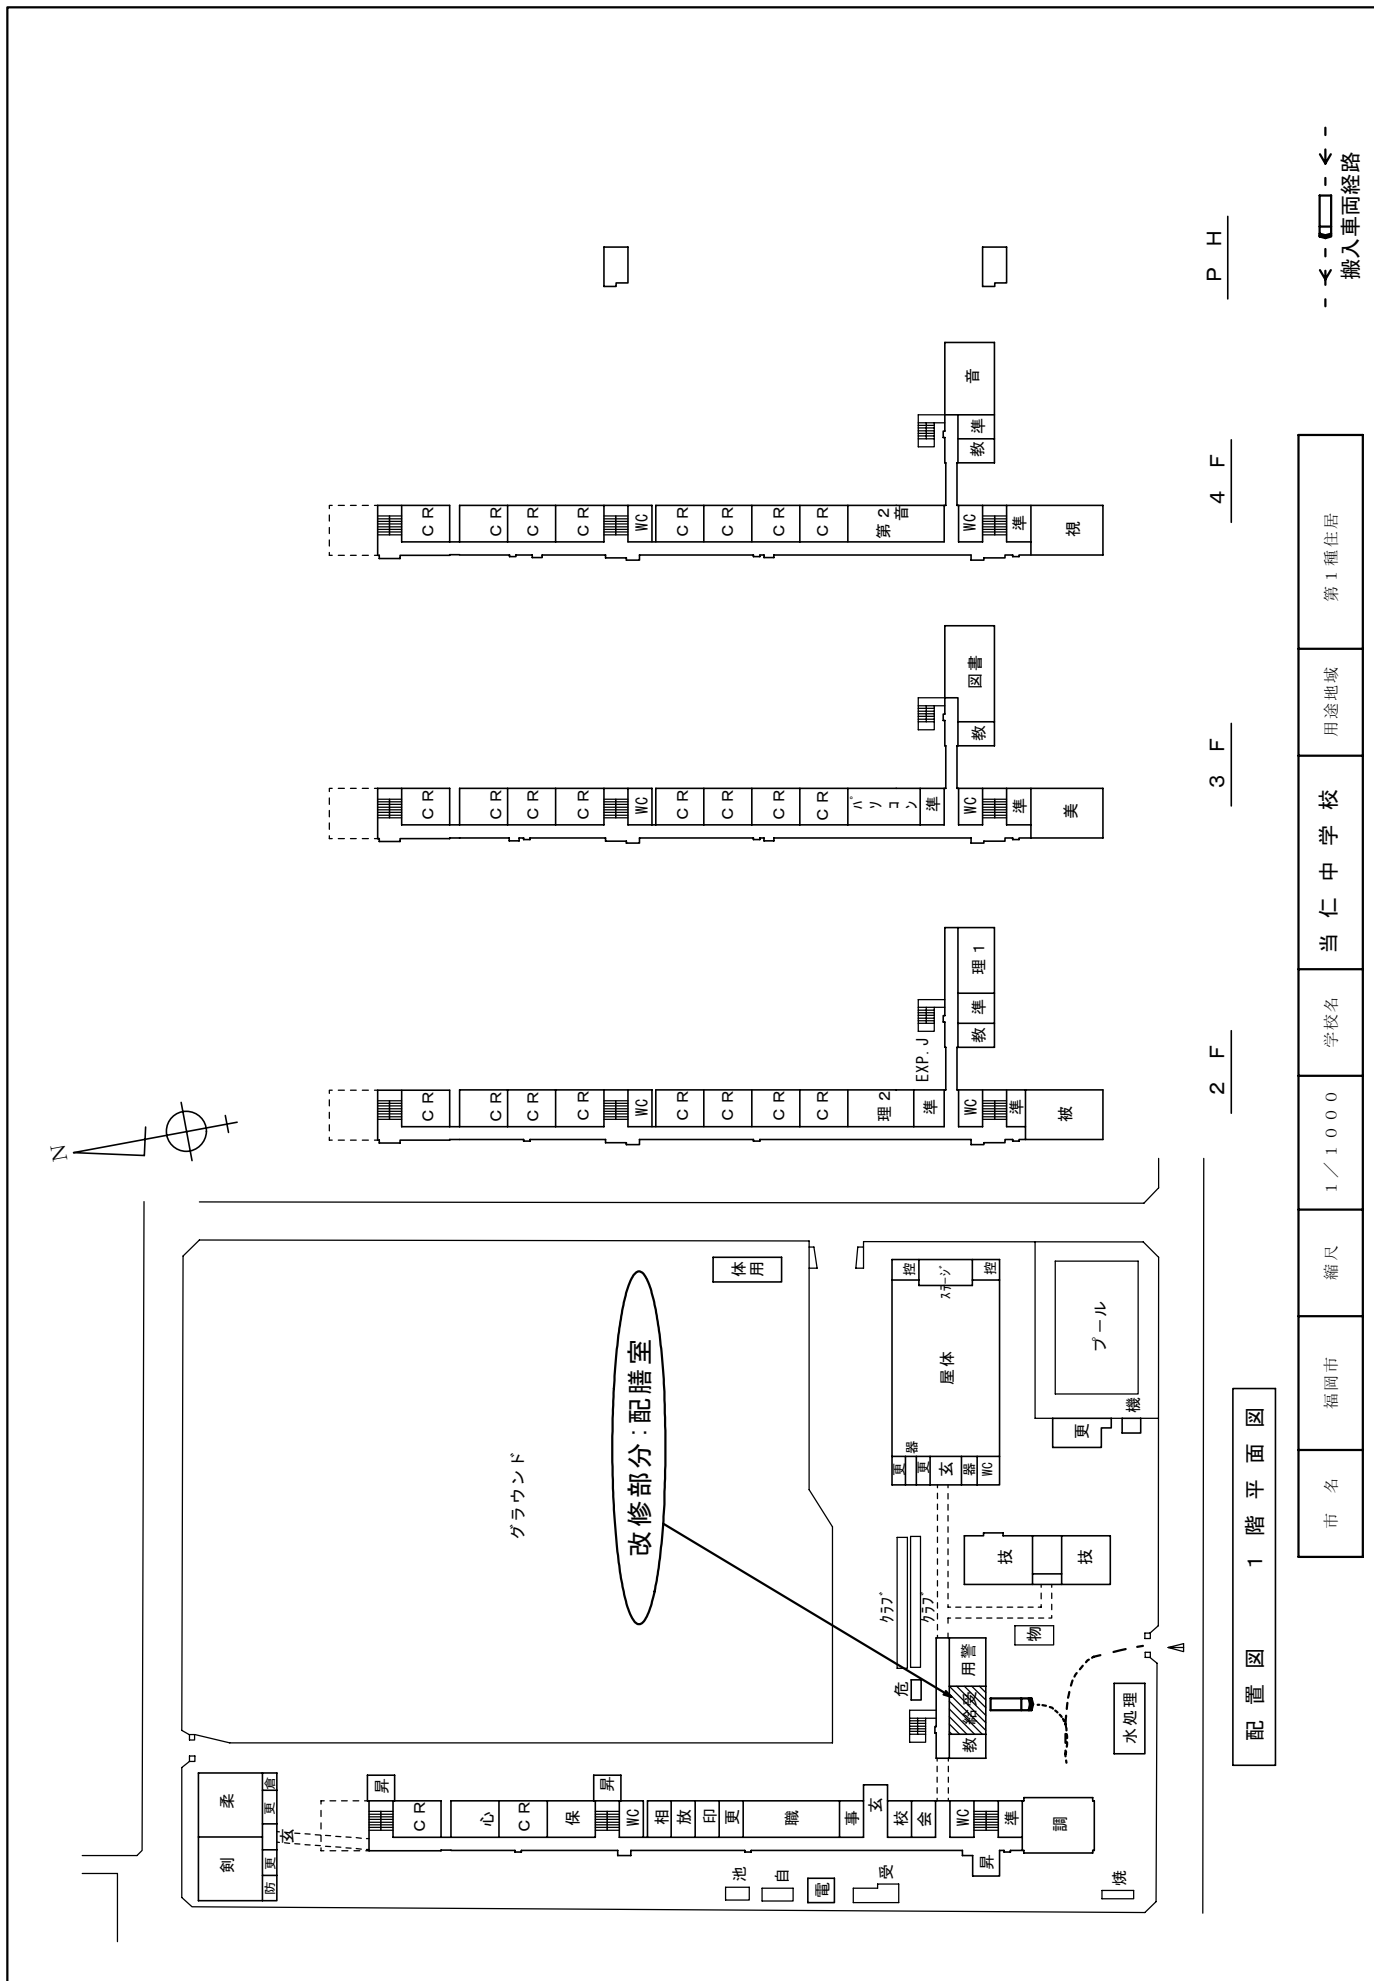 N
グラウンド
改修部分：配膳室
体用
柔
剣
倉
更
玄
更
防
昇
CR
心
CR
保
昇
WC
相
放
印
更
職
事
玄
校
会
WC
準
昇
調
池
自
電
受
焼
危
クラブ
クラブ
教
給受
用
警
物
技
技
水処理
更
器
更
玄
器
WC
屋体
ステージ
控
控
プール
更
機
配置図 1階平面図
CR
CR
CR
CR
WC
CR
CR
CR
CR
理2
準
WC
準
被
EXP.J
教
準
理1
2F
CR
CR
CR
CR
WC
CR
CR
CR
CR
パソコン
準
WC
準
美
教
図書
3F
CR
CR
CR
CR
WC
CR
CR
CR
CR
第2音
WC
準
視
教
準
音
4F
PH
搬入車両経路
市名 福岡市 縮尺 1／1000 学校名 当仁中学校 用途地域 第1種住居